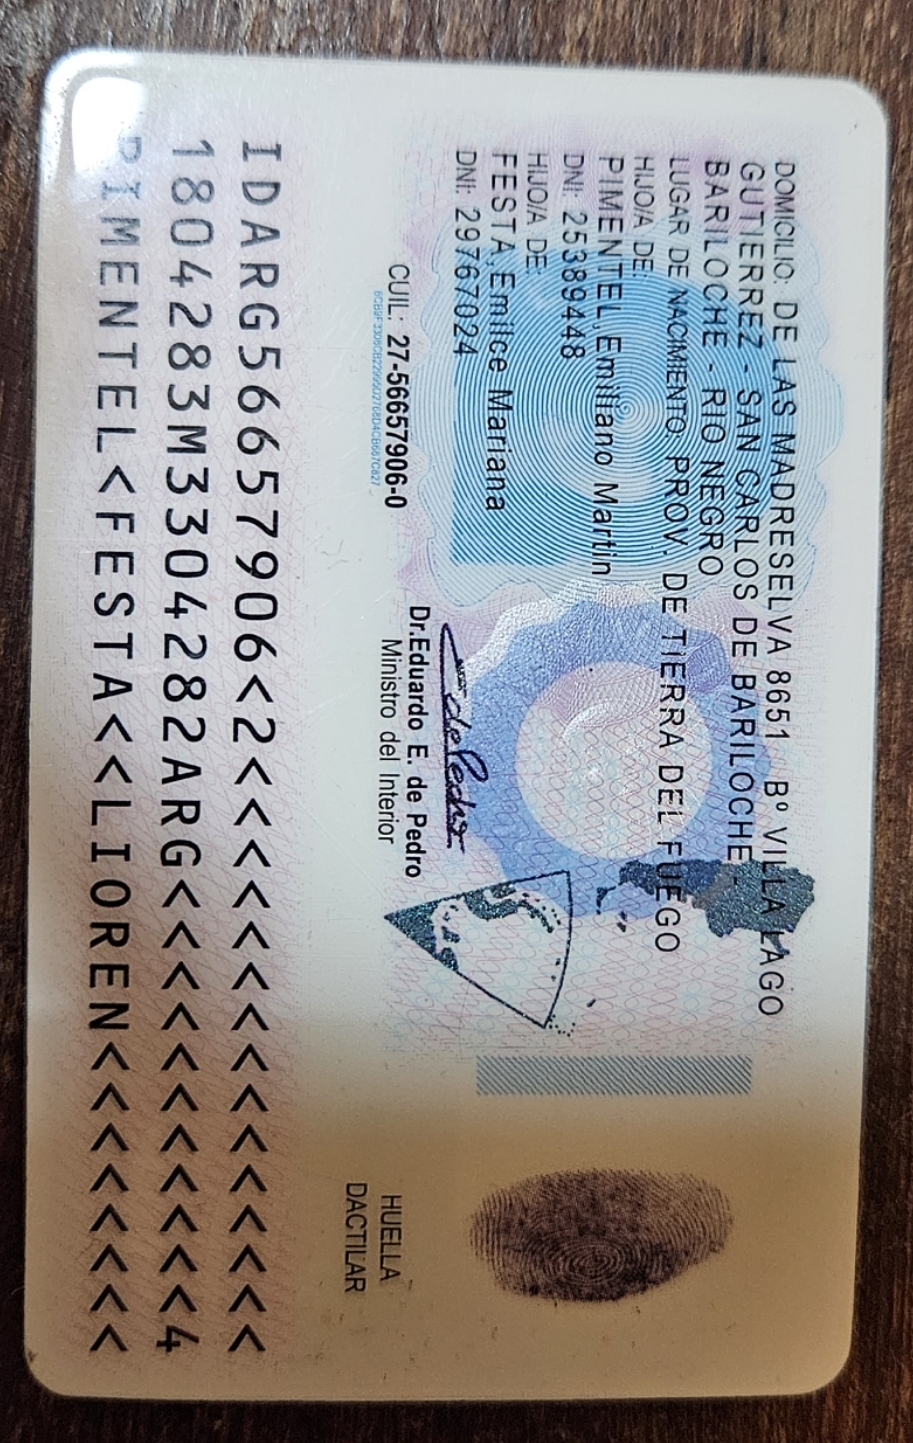 DOMICILIO: DE LAS MADRESELVA 8651 Bº VILLA LAGO
GUTIERREZ - SAN CARLOS DE BARILOCHE -
BARILOCHE - RIO NEGRO
LUGAR DE NACIMIENTO: PROV. DE TIERRA DEL FUEGO
HIJO/A DE:
PIMENTEL,Emiliano Martin
DNI: 25389448
HIJO/A DE:
FESTA,Emilce Mariana
DNI: 29767024
CUIL: 27-56657906-0
de Pedro
Dr.Eduardo E. de Pedro
Ministro del Interior
HUELLA
DACTILAR
IDARG56657906<2<<<<<<<<<<<<<<<
1804283M3304282ARG<<<<<<<<<<<4
PIMENTEL<FESTA<<LIOREN<<<<<<<<